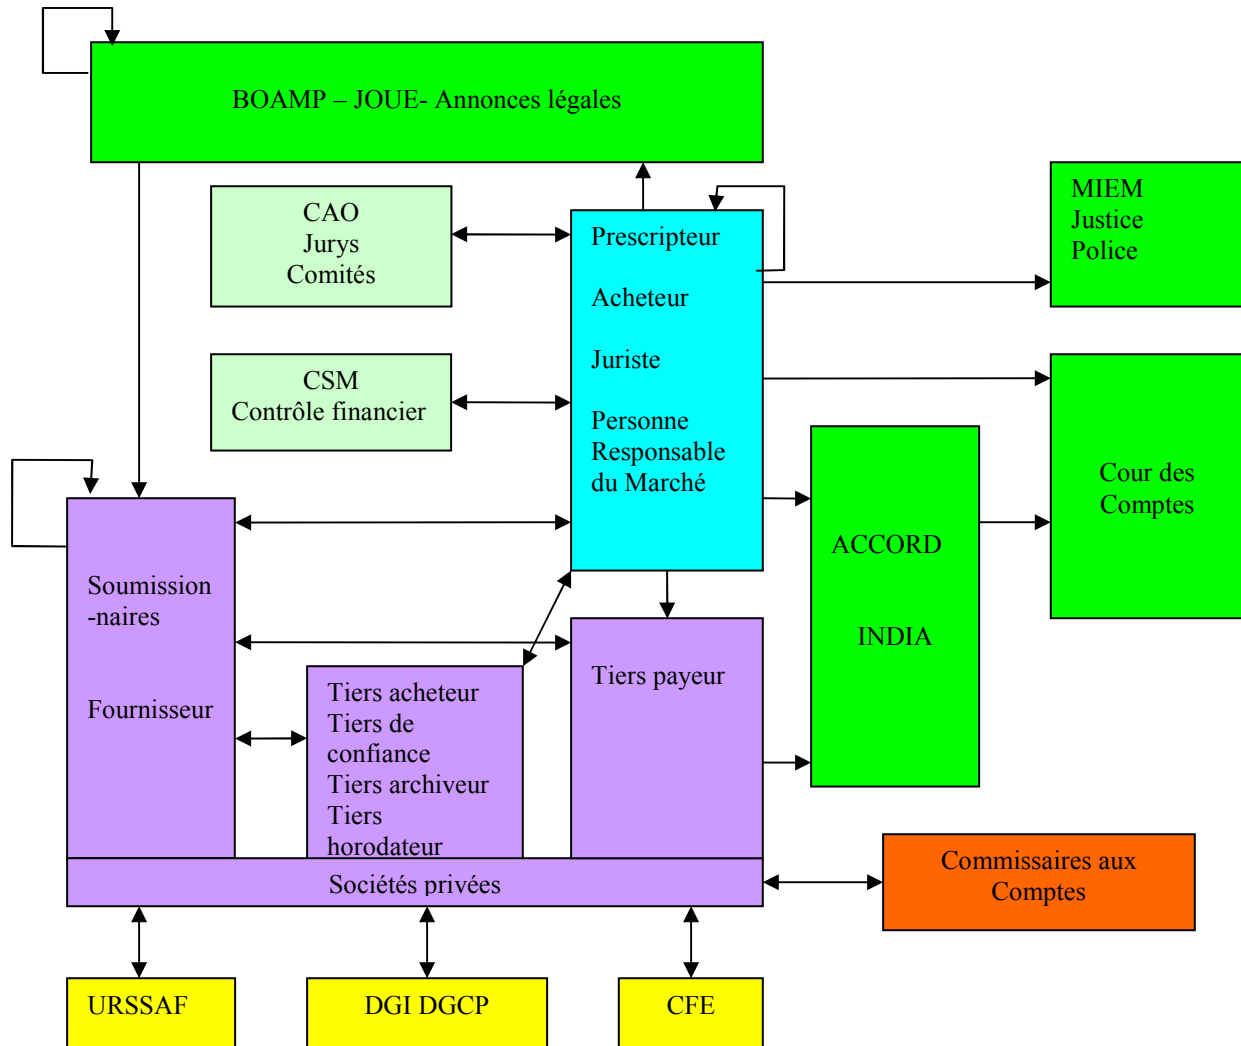 BOAMP – JOUE- Annonces légales
CAO
Jurys
Comités
Prescripteur
Acheteur
Juriste
Personne
Responsable
du Marché
MIEM
Justice
Police
CSM
Contrôle financier
Cour des
Comptes
ACCORD
INDIA
Soumission
-naires
Fournisseur
Tiers acheteur
Tiers de
confiance
Tiers archiveur
Tiers
horodateur
Tiers payeur
Sociétés privées
Commissaires aux
Comptes
URSSAF
DGI DGCP
CFE